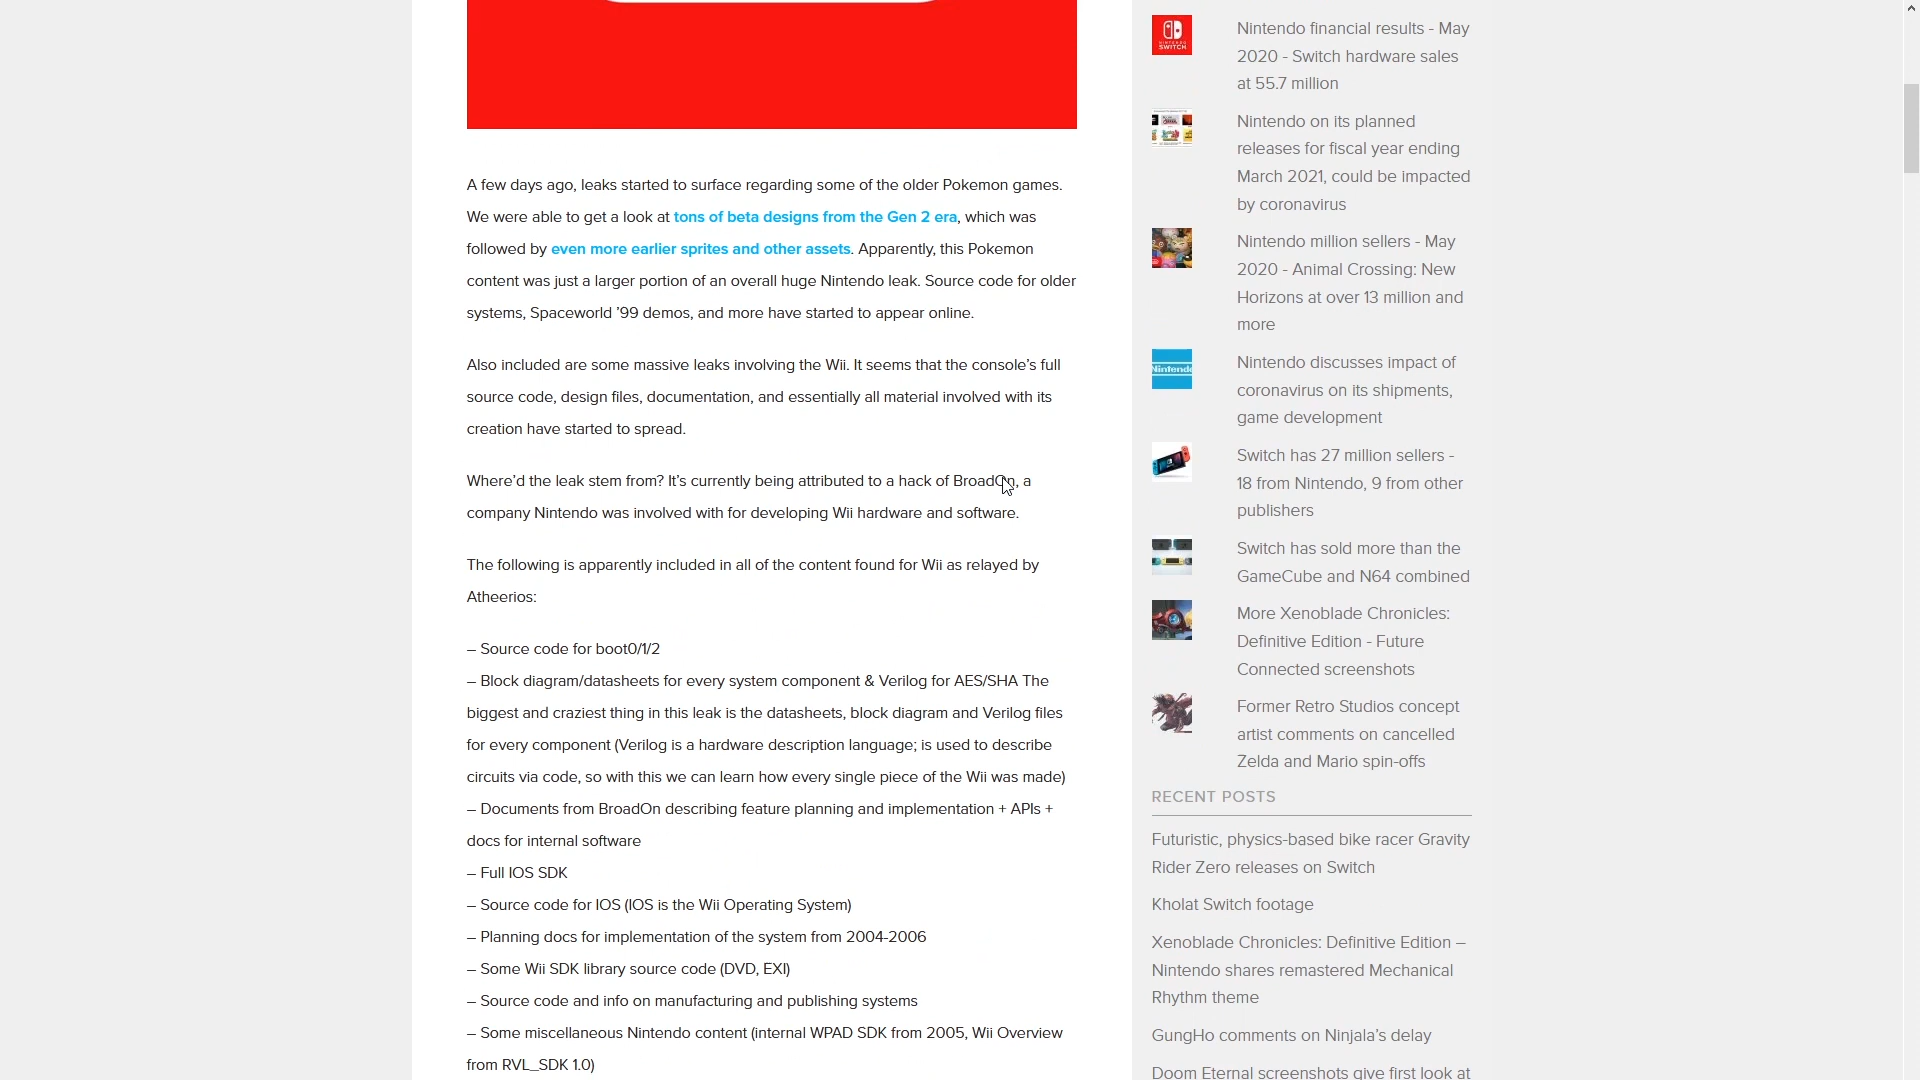 A few days ago, leaks started to surface regarding some of the older Pokemon games.
We were able to get a look at tons of beta designs from the Gen 2 era, which was
followed by even more earlier sprites and other assets. Apparently, this Pokemon
content was just a larger portion of an overall huge Nintendo leak. Source code for older
systems, Spaceworld ’99 demos, and more have started to appear online.
Also included are some massive leaks involving the Wii. It seems that the console’s full
source code, design files, documentation, and essentially all material involved with its
creation have started to spread.
Where’d the leak stem from? It’s currently being attributed to a hack of BroadOn, a
company Nintendo was involved with for developing Wii hardware and software.
The following is apparently included in all of the content found for Wii as relayed by
Atheerios:
– Source code for boot0/1/2
– Block diagram/datasheets for every system component & Verilog for AES/SHA The
biggest and craziest thing in this leak is the datasheets, block diagram and Verilog files
for every component (Verilog is a hardware description language; is used to describe
circuits via code, so with this we can learn how every single piece of the Wii was made)
– Documents from BroadOn describing feature planning and implementation + APIs +
docs for internal software
– Full IOS SDK
– Source code for IOS (IOS is the Wii Operating System)
– Planning docs for implementation of the system from 2004-2006
– Some Wii SDK library source code (DVD, EXI)
– Source code and info on manufacturing and publishing systems
– Some miscellaneous Nintendo content (internal WPAD SDK from 2005, Wii Overview
from RVL_SDK 1.0)
NINTENDO
SWITCH
Nintendo financial results - May
2020 - Switch hardware sales
at 55.7 million
Nintendo on its planned
releases for fiscal year ending
March 2021, could be impacted
by coronavirus
Nintendo million sellers - May
2020 - Animal Crossing: New
Horizons at over 13 million and
more
Nintendo
Nintendo discusses impact of
coronavirus on its shipments,
game development
Switch has 27 million sellers -
18 from Nintendo, 9 from other
publishers
Switch has sold more than the
GameCube and N64 combined
More Xenoblade Chronicles:
Definitive Edition - Future
Connected screenshots
Former Retro Studios concept
artist comments on cancelled
Zelda and Mario spin-offs
RECENT POSTS
Futuristic, physics-based bike racer Gravity
Rider Zero releases on Switch
Kholat Switch footage
Xenoblade Chronicles: Definitive Edition –
Nintendo shares remastered Mechanical
Rhythm theme
GungHo comments on Ninjala’s delay
Doom Eternal screenshots give first look at